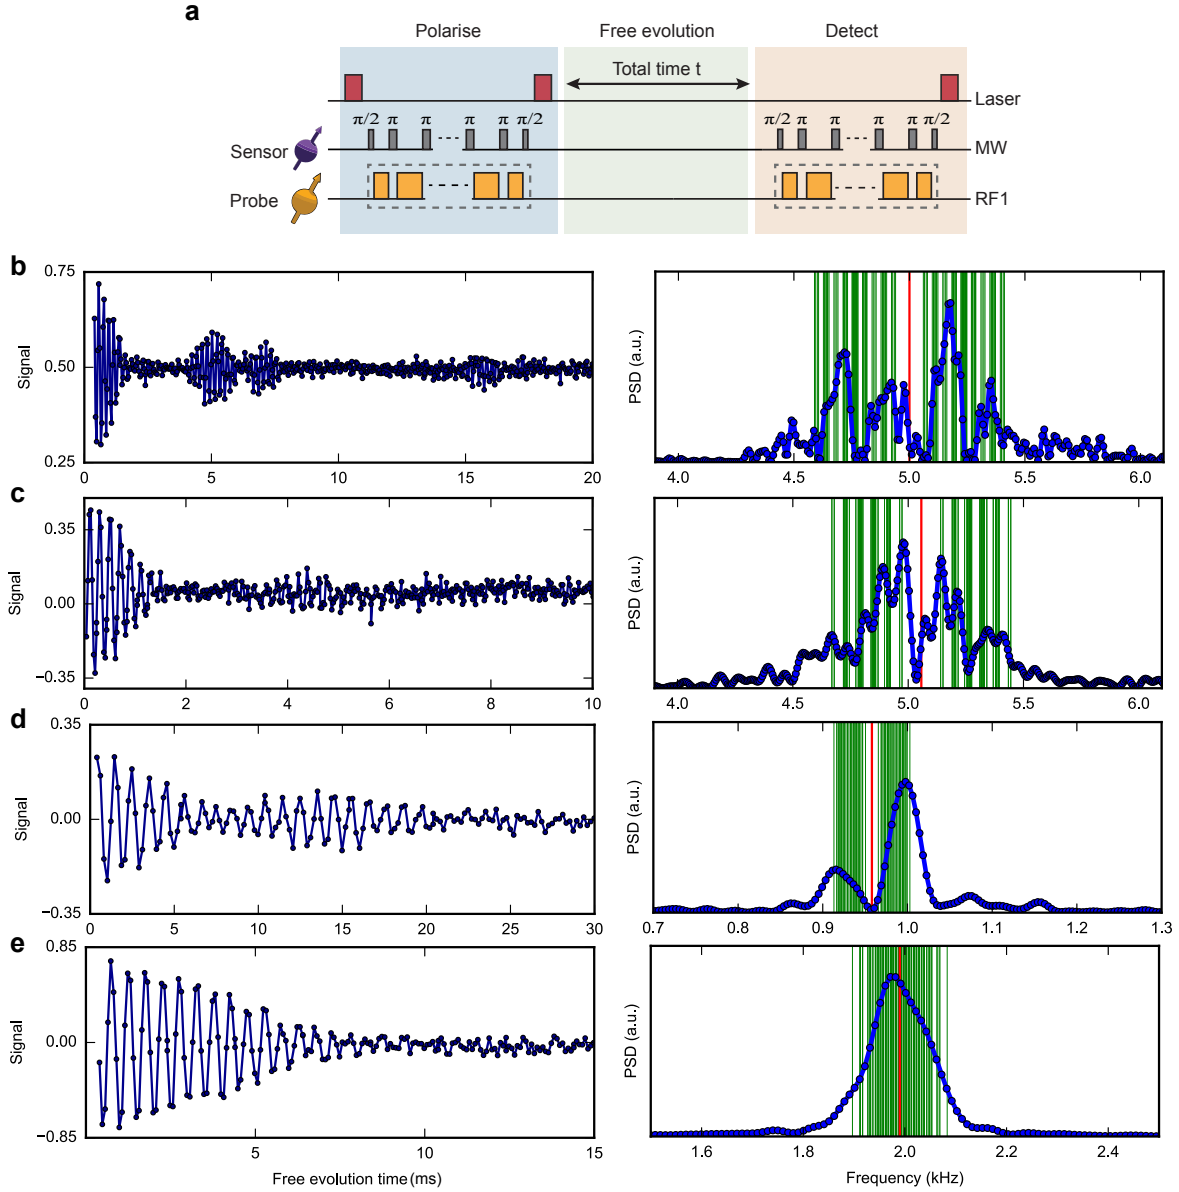 a
Polarise
Free evolution
Detect
Total time t
Laser
π/2 π π π π π/2
π/2 π π π π π/2
Sensor
MW
Probe
RF1
b
0.75
0.50
0.25
Signal
0 5 10 15 20
PSD (a.u.)
4.0 4.5 5.0 5.5 6.0
c
0.35
0.00
−0.35
Signal
0 2 4 6 8 10
PSD (a.u.)
4.0 4.5 5.0 5.5 6.0
d
0.35
0.00
−0.35
Signal
0 5 10 15 20 25 30
PSD (a.u.)
0.7 0.8 0.9 1.0 1.1 1.2 1.3
e
0.85
0.00
−0.85
Signal
5 10 15
Free evolution time (ms)
PSD (a.u.)
1.6 1.8 2.0 2.2 2.4
Frequency (kHz)